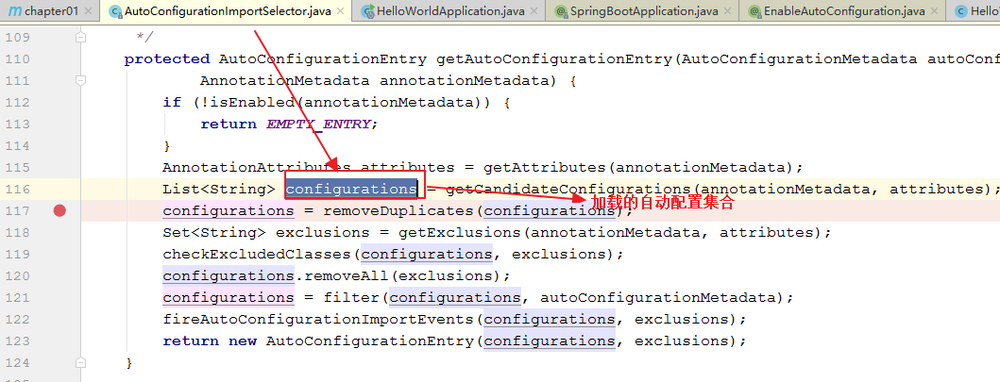 chapter01 × AutoConfigurationImportSelector.java × HelloWorldApplication.java × SpringBootApplication.java × EnableAutoConfiguration.java × Hello
109 */
110 protected AutoConfigurationEntry getAutoConfigurationEntry(AutoConfigurationMetadata autoConf
111 AnnotationMetadata annotationMetadata) {
112 if (!isEnabled(annotationMetadata)) {
113 return EMPTY_ENTRY;
114 }
115 AnnotationAttributes attributes = getAttributes(annotationMetadata);
116 List<String> configurations = getCandidateConfigurations(annotationMetadata, attributes);
加载的自动配置集合
117 configurations = removeDuplicates(configurations);
118 Set<String> exclusions = getExclusions(annotationMetadata, attributes);
119 checkExcludedClasses(configurations, exclusions);
120 configurations.removeAll(exclusions);
121 configurations = filter(configurations, autoConfigurationMetadata);
122 fireAutoConfigurationImportEvents(configurations, exclusions);
123 return new AutoConfigurationEntry(configurations, exclusions);
124 }